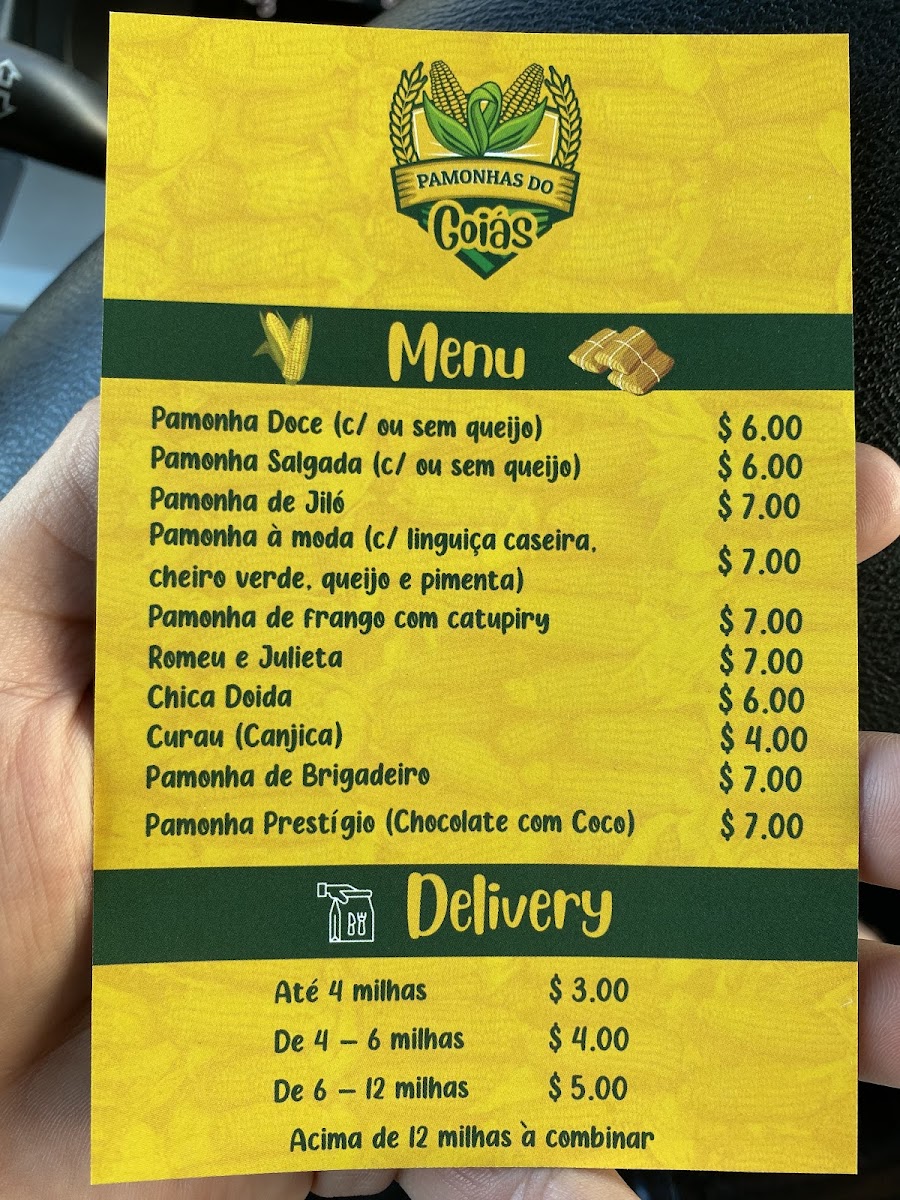 PAMONHAS DO
Goiás
Menu
Pamonha Doce (c/ ou sem queijo) $ 6.00
Pamonha Salgada (c/ ou sem queijo) $ 6.00
Pamonha de Jiló $ 7.00
Pamonha à moda (c/ linguiça caseira,
cheiro verde, queijo e pimenta) $ 7.00
Pamonha de frango com catupiry $ 7.00
Romeu e Julieta $ 7.00
Chica Doida $ 6.00
Curau (Canjica) $ 4.00
Pamonha de Brigadeiro $ 7.00
Pamonha Prestígio (Chocolate com Coco) $ 7.00
Delivery
Até 4 milhas $ 3.00
De 4 – 6 milhas $ 4.00
De 6 – 12 milhas $ 5.00
Acima de 12 milhas à combinar